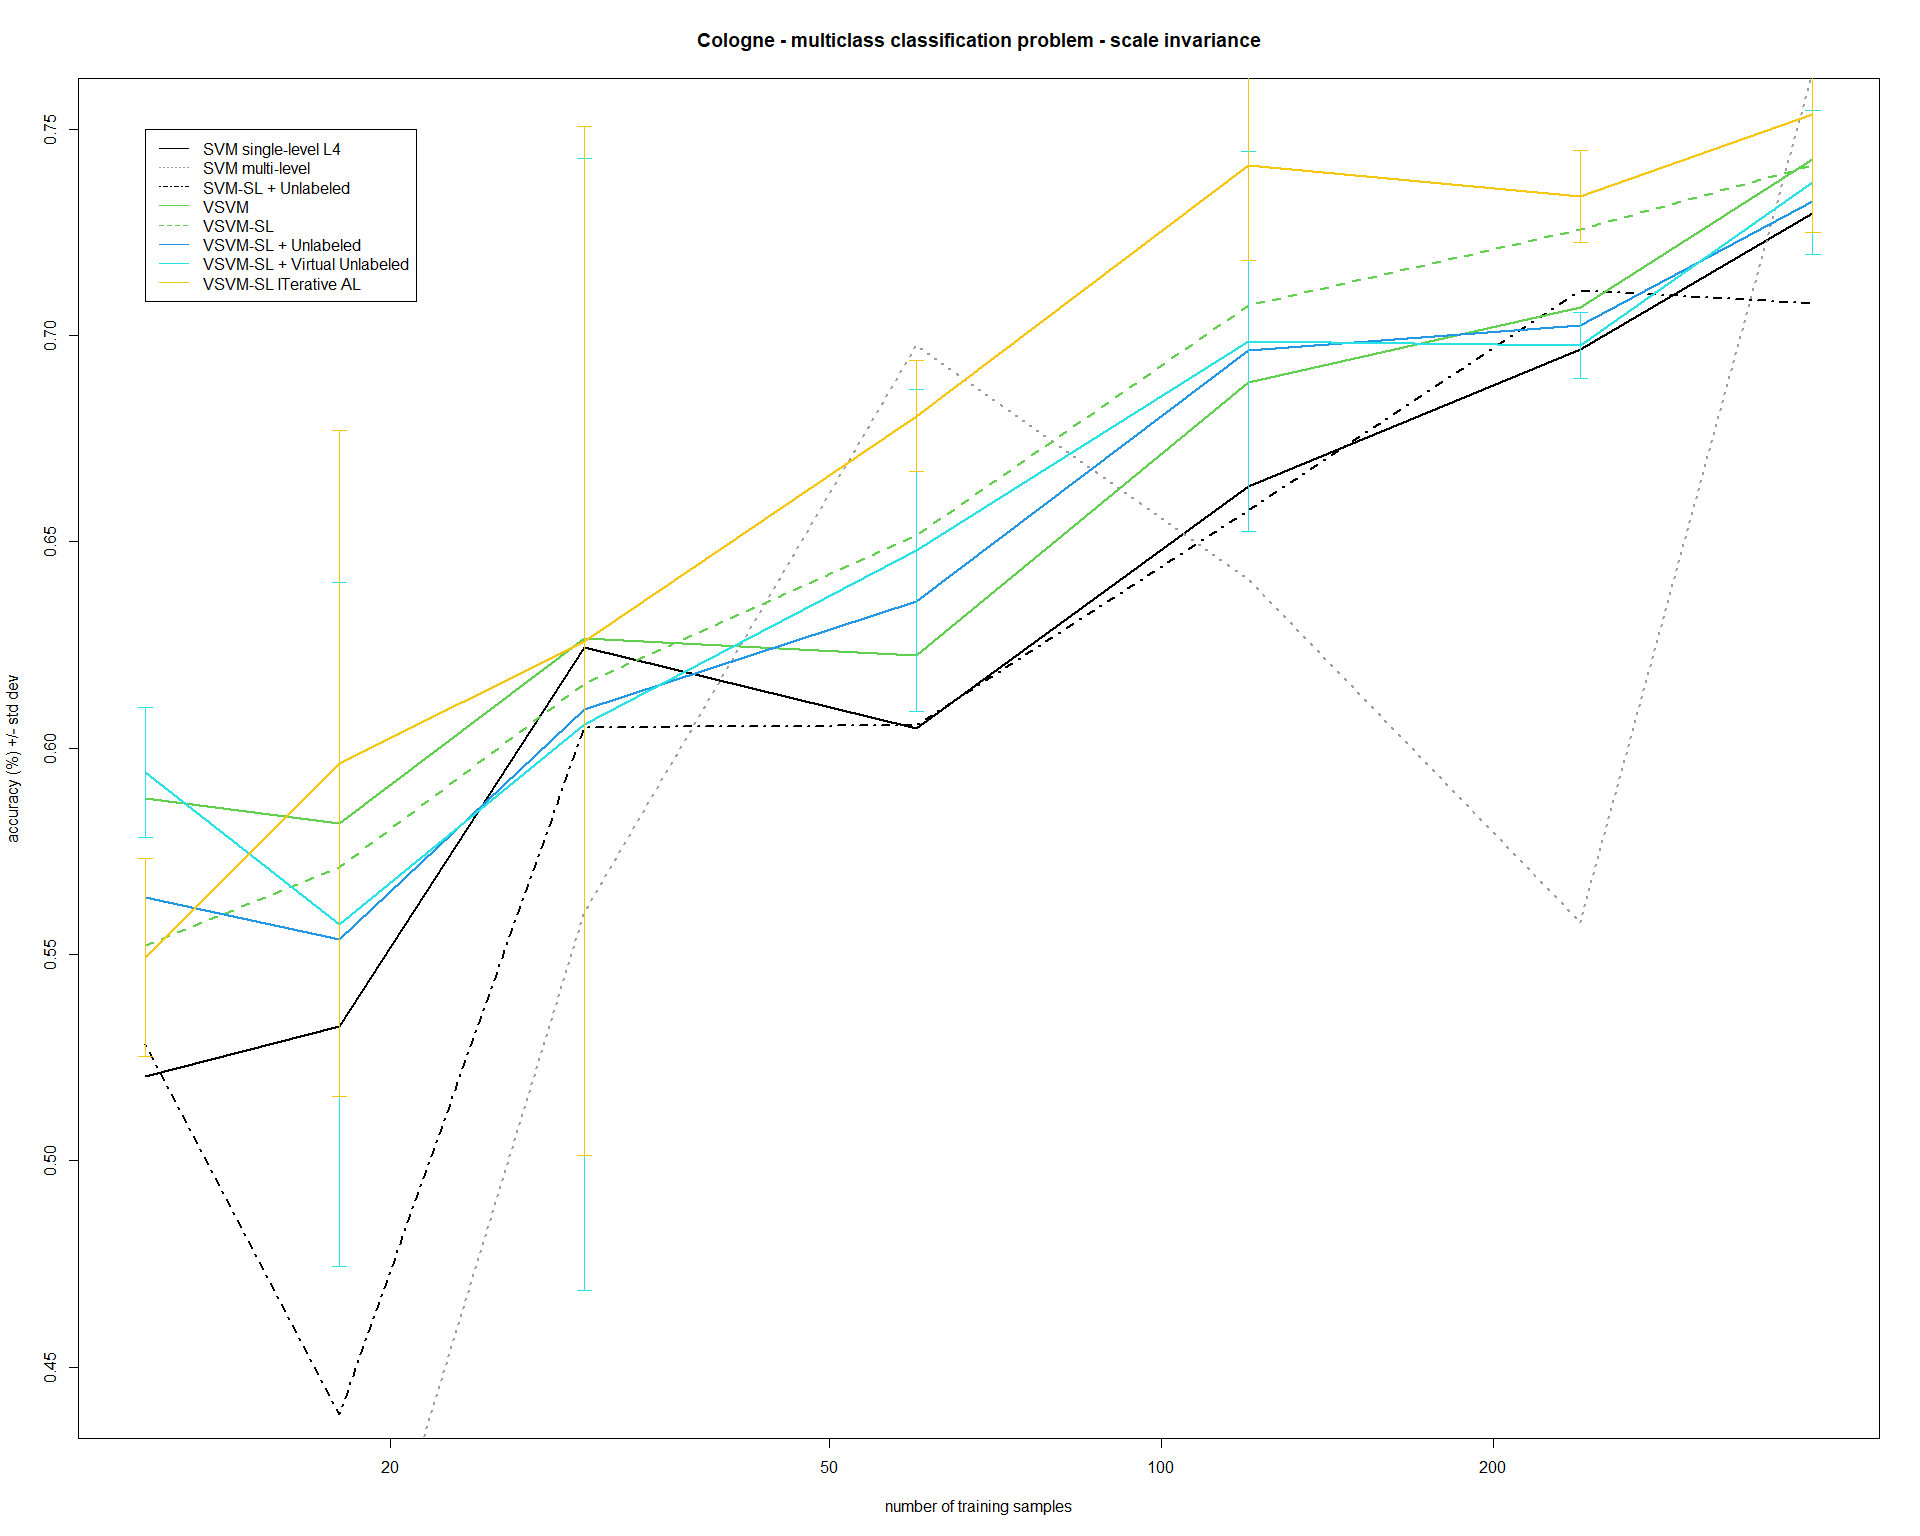 Cologne - multiclass classification problem - scale invariance
0.75
0.70
0.65
0.60
0.55
0.50
0.45
accuracy (%) +/- std dev
SVM single-level L4
SVM multi-level
SVM-SL + Unlabeled
VSVM
VSVM-SL
VSVM-SL + Unlabeled
VSVM-SL + Virtual Unlabeled
VSVM-SL ITerative AL
20
50
100
200
number of training samples